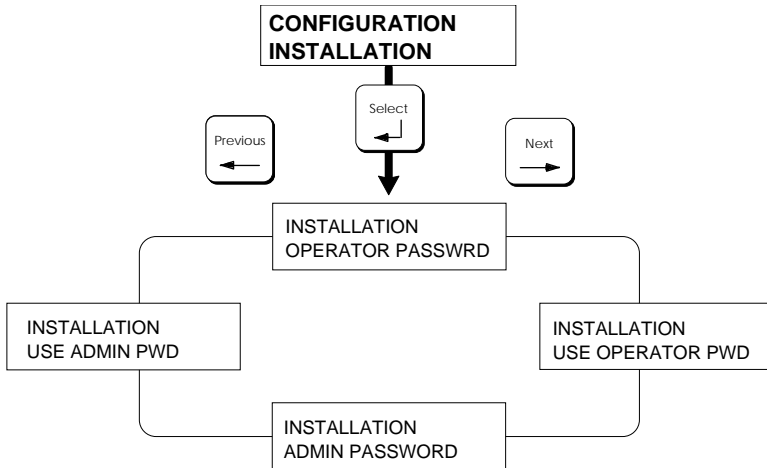 CONFIGURATION
INSTALLATION
Select
Previous
Next
INSTALLATION
OPERATOR PASSWRD
INSTALLATION
USE ADMIN PWD
INSTALLATION
USE OPERATOR PWD
INSTALLATION
ADMIN PASSWORD